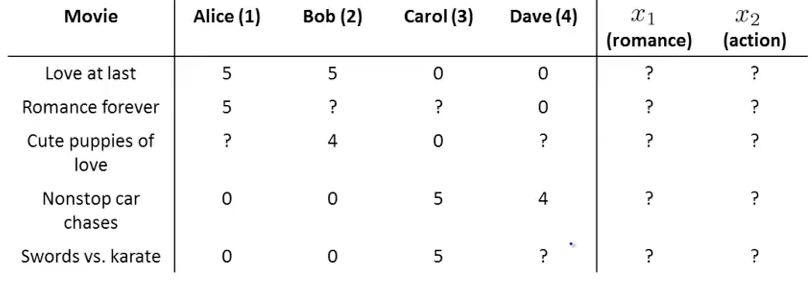 Movie Alice (1) Bob (2) Carol (3) Dave (4) x₁ (romance) x₂ (action)
Love at last 5 5 0 0 ? ?
Romance forever 5 ? ? 0 ? ?
Cute puppies of ? 4 0 ? ? ?
love
Nonstop car 0 0 5 4 ? ?
chases
Swords vs. karate 0 0 5 ? ? ?